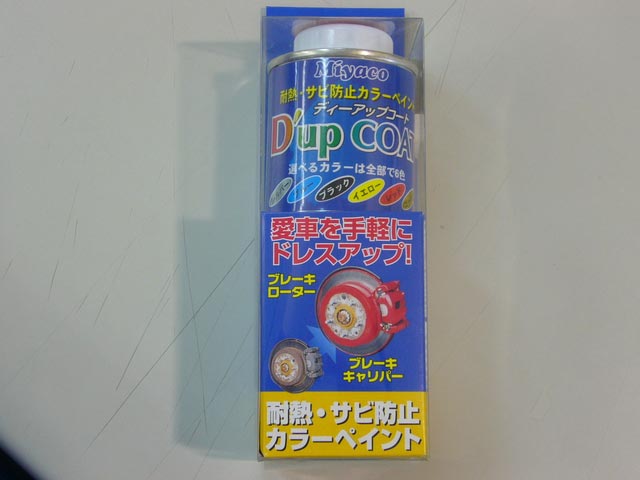 Miyaco
耐熱・サビ防止カラーペイント
ディーアップコート
D'up COAT
選べるカラーは全部で6色
ブラック
イエロー
レッド
愛車を手軽に
ドレスアップ!
ブレーキ
ローター
ブレーキ
キャリパー
耐熱・サビ防止
カラーペイント